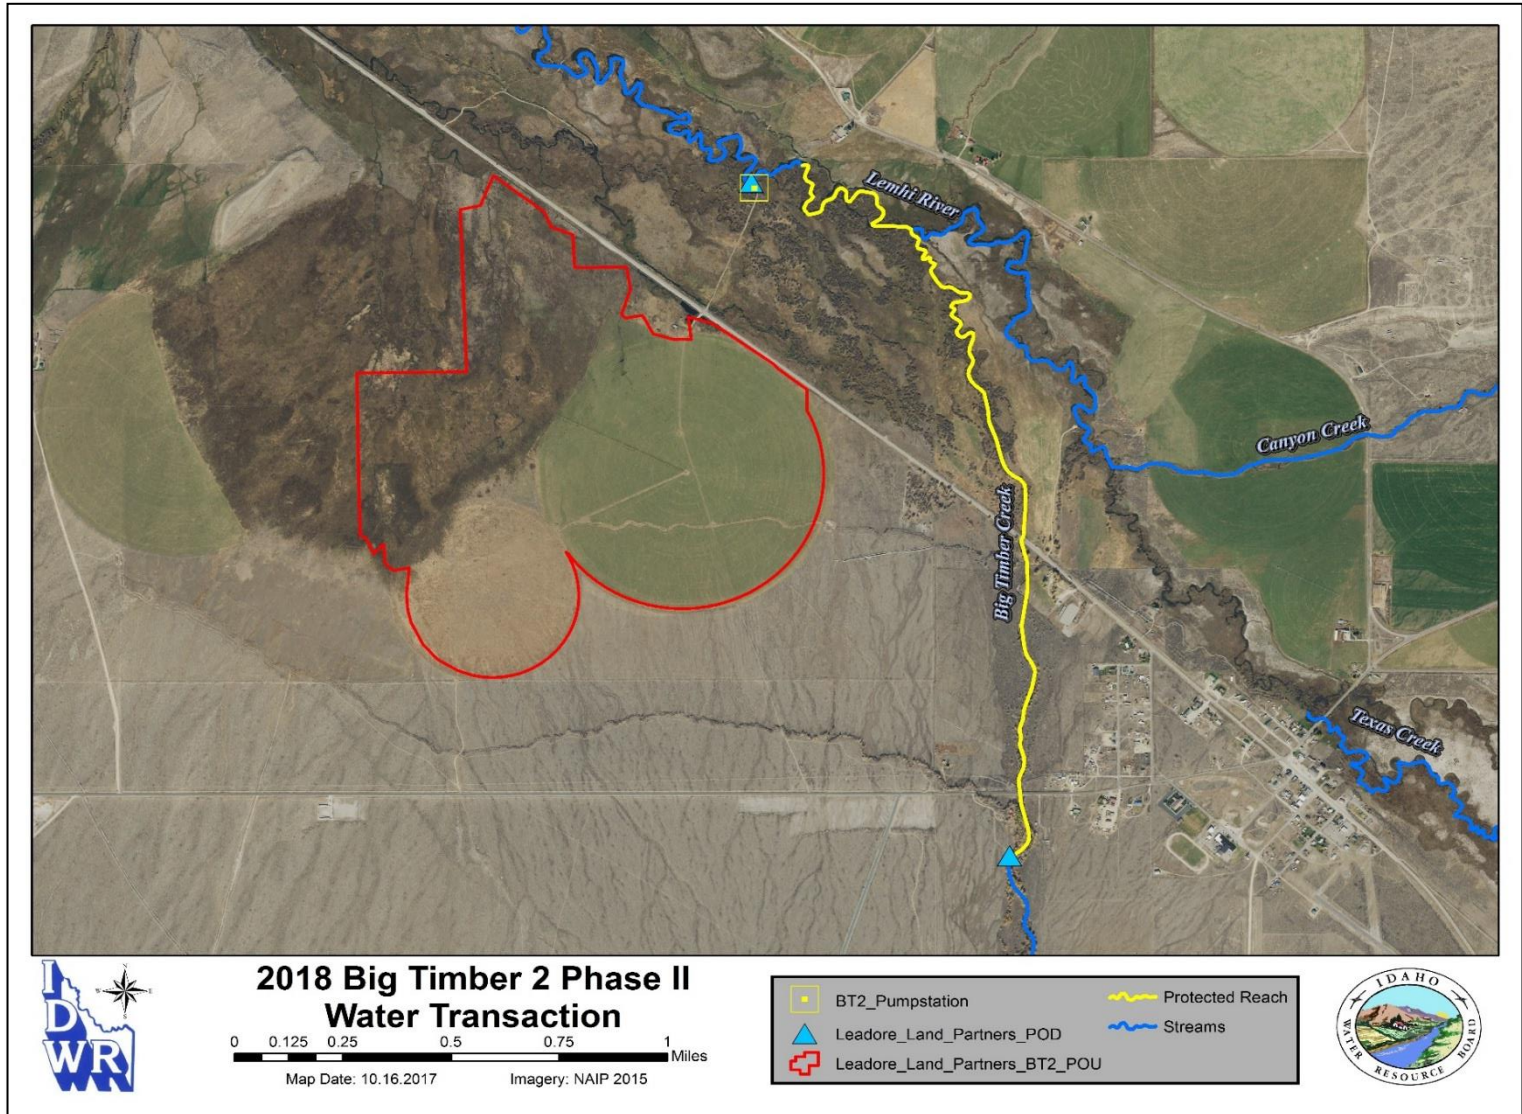 Lemhi River
Canyon Creek
Big Timber Creek
Texas Creek
IDWR
2018 Big Timber 2 Phase II
Water Transaction
0 0.125 0.25 0.5 0.75 1
Miles
Map Date: 10.16.2017 Imagery: NAIP 2015
BT2_Pumpstation
Leadore_Land_Partners_POD
Leadore_Land_Partners_BT2_POU
Protected Reach
Streams
IDAHO
WATER RESOURCE BOARD